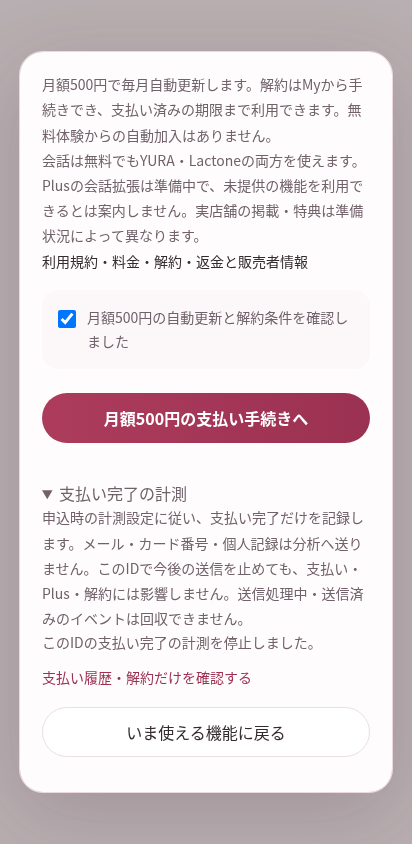 月額500円で毎月自動更新します。解約はMyから手
続きでき、支払い済みの期限まで利用できます。無
料体験からの自動加入はありません。
会話は無料でもYURA・Lactoneの両方を使えます。
Plusの会話拡張は準備中で、未提供の機能を利用で
きるとは案内しません。実店舗の掲載・特典は準備
状況によって異なります。
利用規約・料金・解約・返金と販売者情報
月額500円の自動更新と解約条件を確認し
ました
月額500円の支払い手続きへ
▼ 支払い完了の計測
申込時の計測設定に従い、支払い完了だけを記録し
ます。メール・カード番号・個人記録は分析へ送り
ません。このIDで今後の送信を止めても、支払い・
Plus・解約には影響しません。送信処理中・送信済
みのイベントは回収できません。
このIDの支払い完了の計測を停止しました。
支払い履歴・解約だけを確認する
いま使える機能に戻る